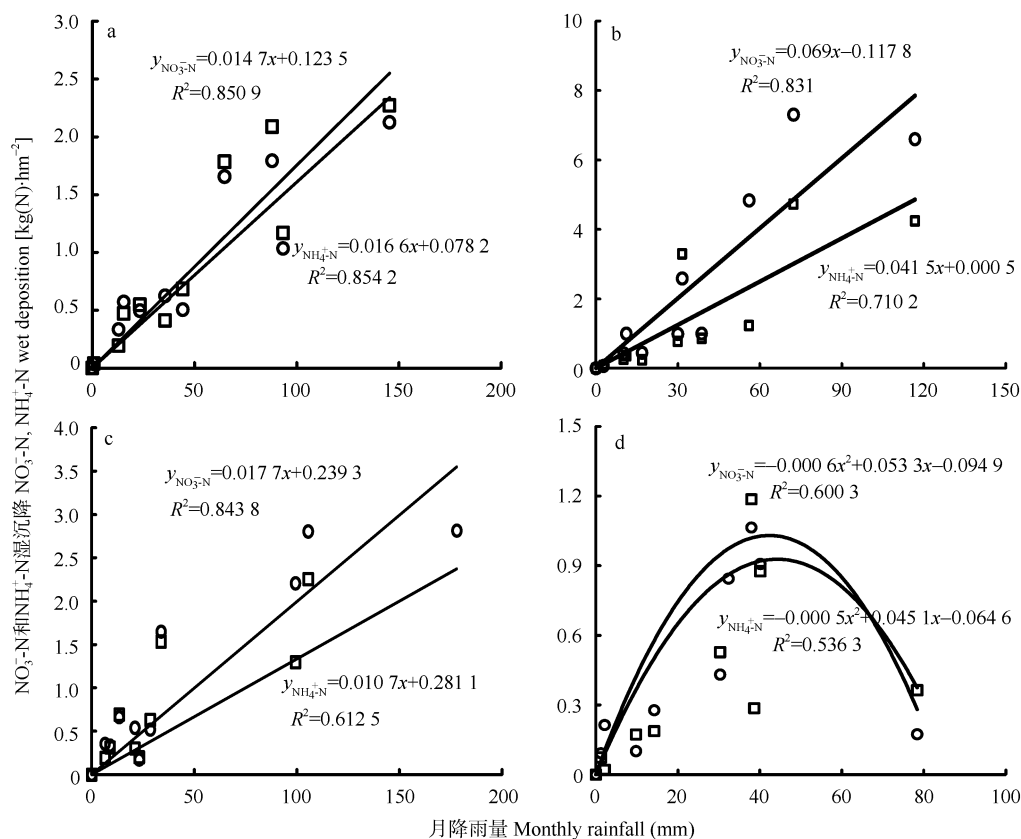 NO₃⁻-N和NH₄⁺-N湿沉降 NO₃⁻-N, NH₄⁺-N wet deposition [kg(N)·hm⁻²]
a
y_NO₃⁻-N=0.014 7x+0.123 5
R²=0.850 9
y_NH₄⁺-N=0.016 6x+0.078 2
R²=0.854 2
3.0
2.5
2.0
1.5
1.0
0.5
0
0 50 100 150 200
b
y_NO₃⁻-N=0.069x−0.117 8
R²=0.831
y_NH₄⁺-N=0.041 5x+0.000 5
R²=0.710 2
10
8
6
4
2
0
0 30 60 90 120 150
c
y_NO₃⁻-N=0.017 7x+0.239 3
R²=0.843 8
y_NH₄⁺-N=0.010 7x+0.281 1
R²=0.612 5
4.0
3.5
3.0
2.5
2.0
1.5
1.0
0.5
0
0 50 100 150 200
d
y_NO₃⁻-N=−0.000 6x²+0.053 3x−0.094 9
R²=0.600 3
y_NH₄⁺-N=−0.000 5x²+0.045 1x−0.064 6
R²=0.536 3
1.5
1.2
0.9
0.6
0.3
0
0 20 40 60 80 100
月降雨量 Monthly rainfall (mm)